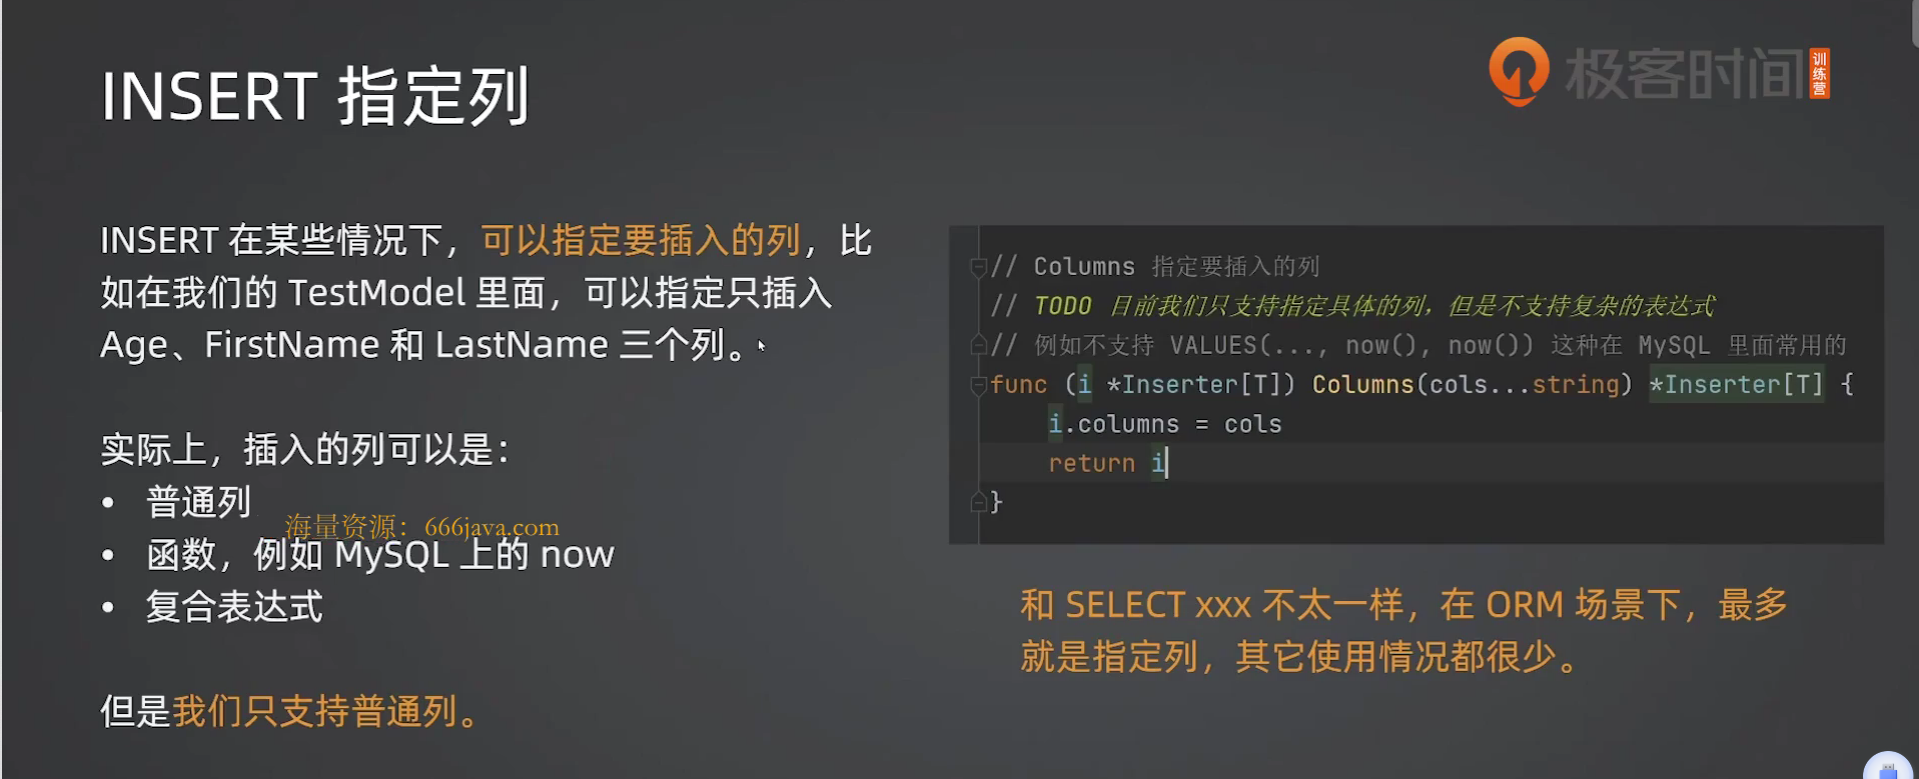 INSERT 指定列
极客时间 训练营
INSERT 在某些情况下，可以指定要插入的列，比
如在我们的 TestModel 里面，可以指定只插入
Age、FirstName 和 LastName 三个列。
实际上，插入的列可以是：
• 普通列
海量资源：666java.com
• 函数，例如 MySQL 上的 now
• 复合表达式
但是我们只支持普通列。
// Columns 指定要插入的列
// TODO 目前我们只支持指定具体的列，但是不支持复杂的表达式
// 例如不支持 VALUES(..., now(), now()) 这种在 MySQL 里面常用的
func (i *Inserter[T]) Columns(cols...string) *Inserter[T] {
i.columns = cols
return i
}
和 SELECT xxx 不太一样，在 ORM 场景下，最多
就是指定列，其它使用情况都很少。